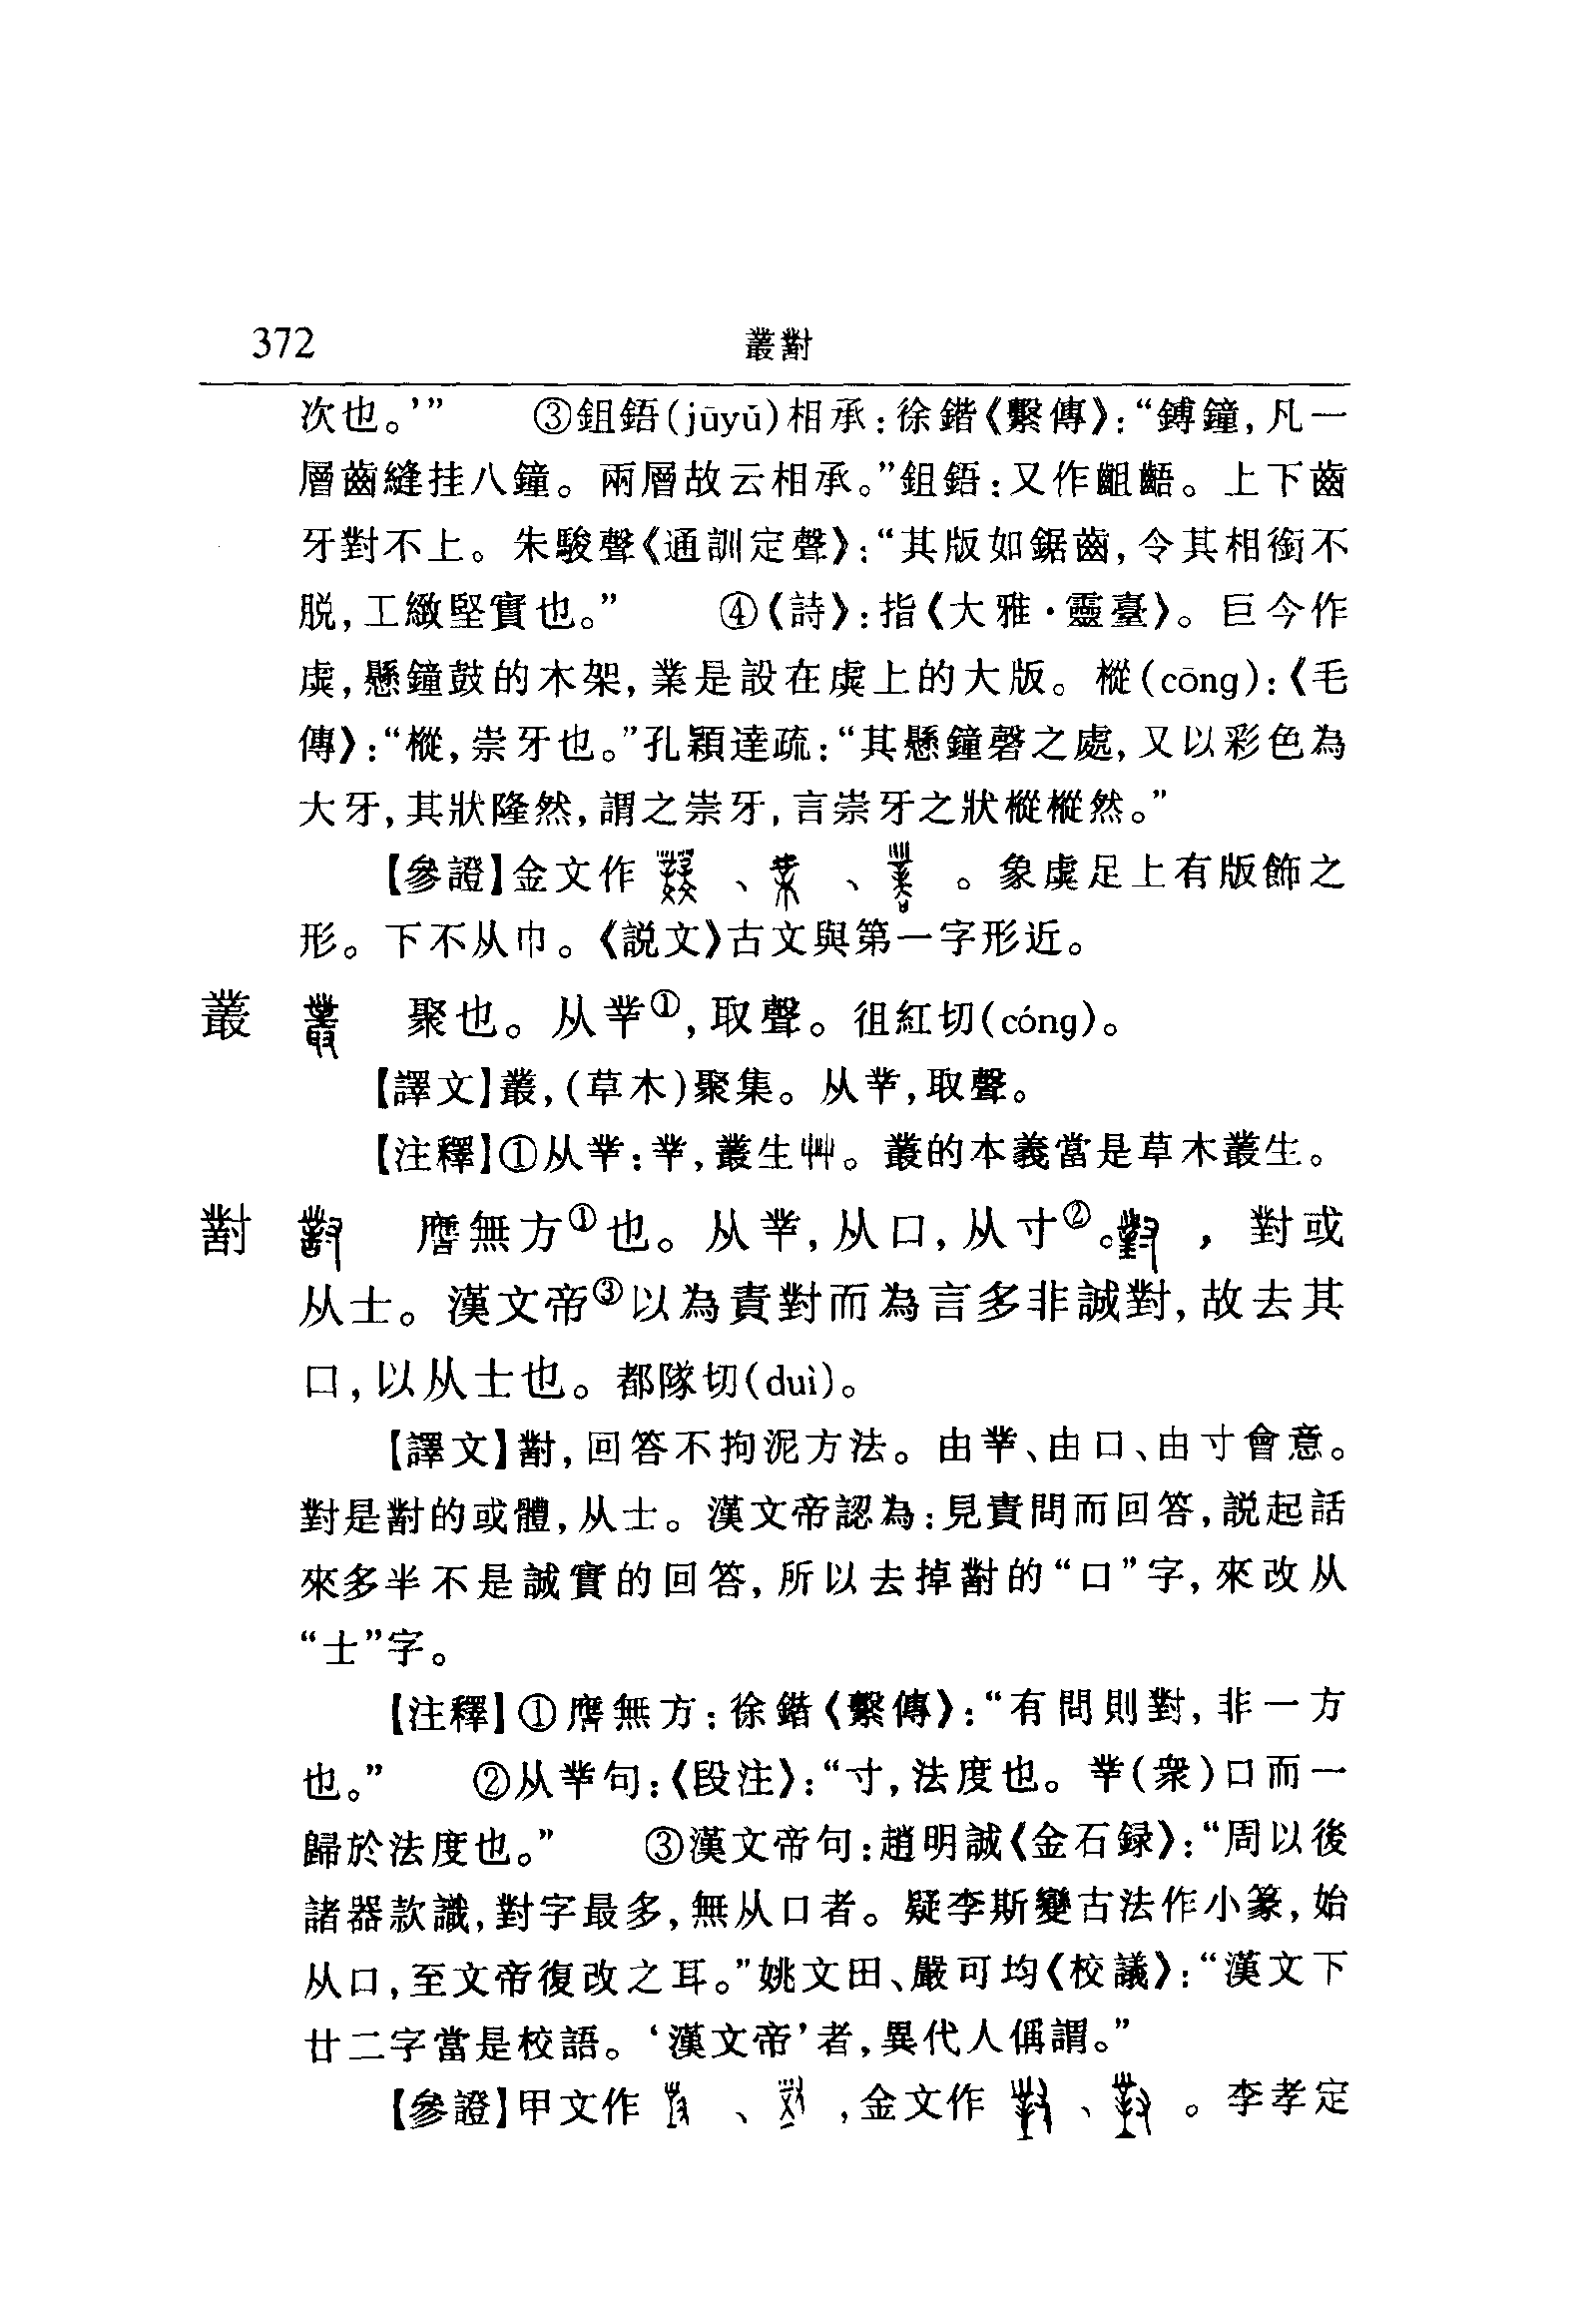 372 叢䚖
次也。’” ③鉏鋙(jǔyǔ)相承:徐鍇《繫傳》:“鎛鐘,凡一
層齒縫挂八鐘。兩層故云相承。”鉏鋙:又作齟齬。上下齒
牙對不上。朱駿聲《通訓定聲》:“其版如鋸齒,令其相銜不
脱,工緻堅實也。” ④《詩》:指《大雅·靈臺》。巨今作
虡,懸鐘鼓的木架,業是設在虡上的大版。樅(cōng):《毛
傳》:“樅,崇牙也。”孔穎達疏:“其懸鐘磬之處,又以彩色為
大牙,其狀隆然,謂之崇牙,言崇牙之狀樅樅然。”
【參證】金文作 、 、 。象虡足上有版飾之
形。下不从巾。《説文》古文與第一字形近。
叢 聚也。从丵①,取聲。徂紅切(cóng)。
【譯文】叢,(草木)聚集。从丵,取聲。
【注釋】①从丵:丵,叢生艸。叢的本義當是草木叢生。
䚖 譍無方①也。从丵,从口,从寸②。 ,對或
从士。漢文帝③以為責對而為言多非誠對,故去其
口,以从士也。都隊切(duì)。
【譯文】䚖,回答不拘泥方法。由丵、由口、由寸會意。
對是䚖的或體,从士。漢文帝認為:見責問而回答,説起話
來多半不是誠實的回答,所以去掉䚖的“口”字,來改从
“士”字。
【注釋】①譍無方:徐鍇《繫傳》:“有問則對,非一方
也。” ②从丵句:《段注》:“寸,法度也。丵(衆)口而一
歸於法度也。” ③漢文帝句:趙明誠《金石録》:“周以後
諸器款識,對字最多,無从口者。疑李斯變古法作小篆,始
从口,至文帝復改之耳。”姚文田、嚴可均《校議》:“漢文下
廿二字當是校語。‘漢文帝’者,異代人偁謂。”
【參證】甲文作 、 ,金文作 、 。李孝定